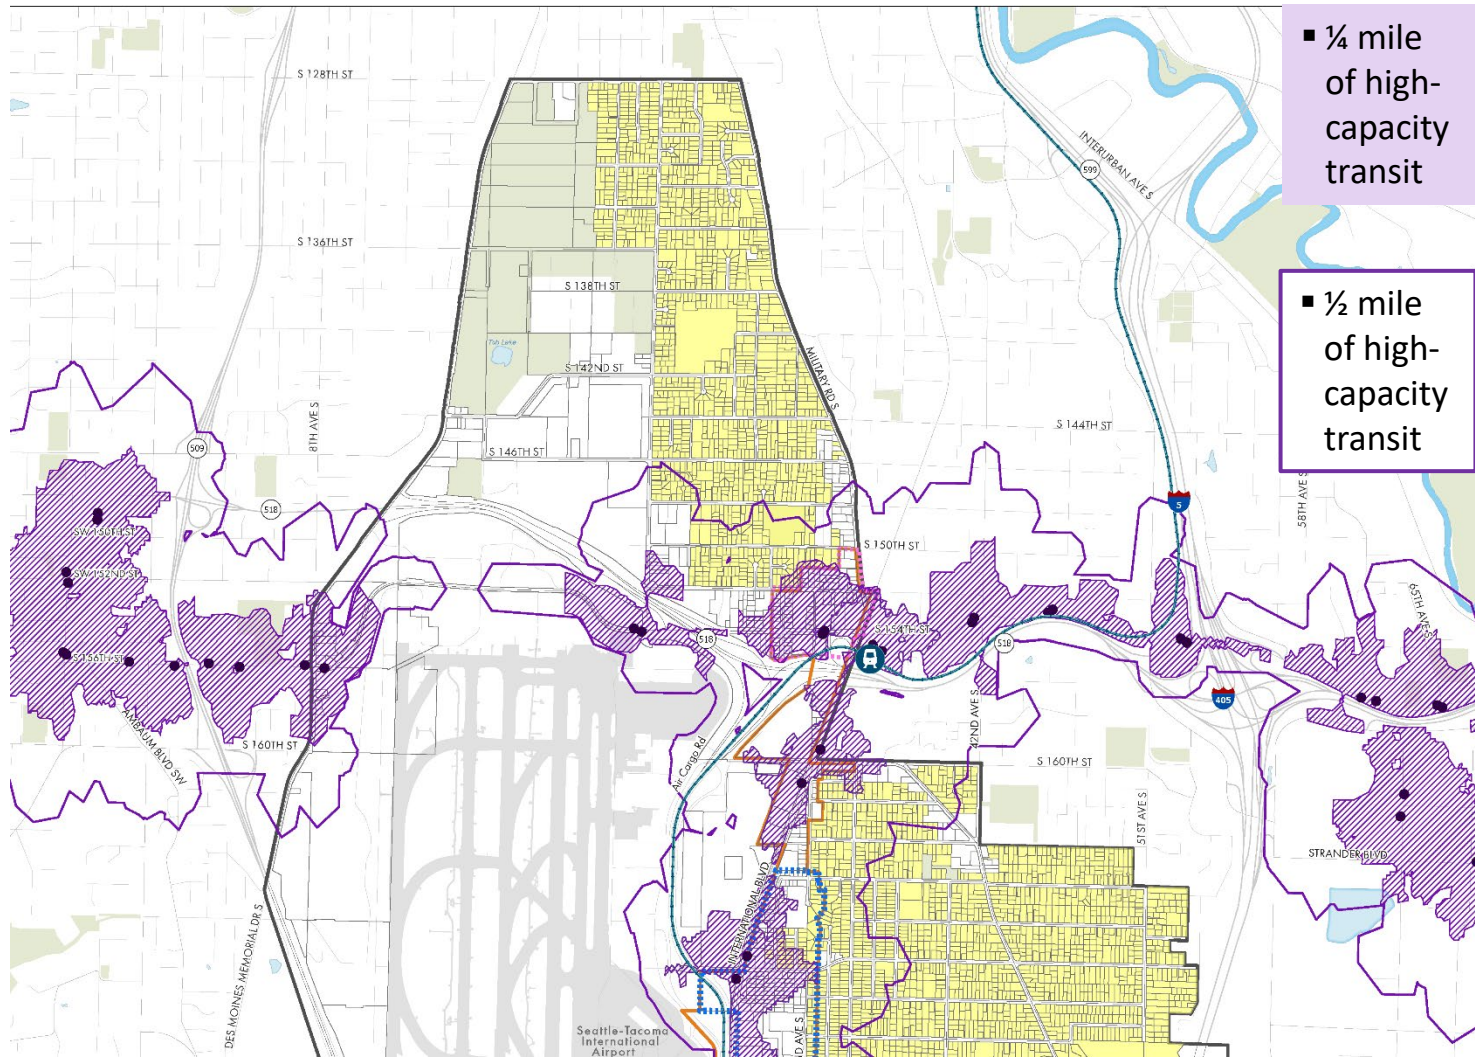 ▪ ¼ mile
of high-
capacity
transit
▪ ½ mile
of high-
capacity
transit
S 128TH ST
INTERURBAN AVE S
599
S 136TH ST
S 138TH ST
Tub Lake
S 142ND ST
MILITARY RD S
8TH AVE S
S 144TH ST
509
S 146TH ST
518
5
58TH AVE S
SW 150TH ST
S 150TH ST
SW 152ND ST
65TH AVE S
S 154TH ST
518
518
S 156TH ST
405
42ND AVE S
AMBAUM BLVD SW
S 160TH ST
Air Cargo Rd
S 160TH ST
51ST AVE S
STRANDER BLVD
INTERNATIONAL BLVD
DES MOINES MEMORIAL DR S
ND AVE S
Seattle-Tacoma
International
Airport